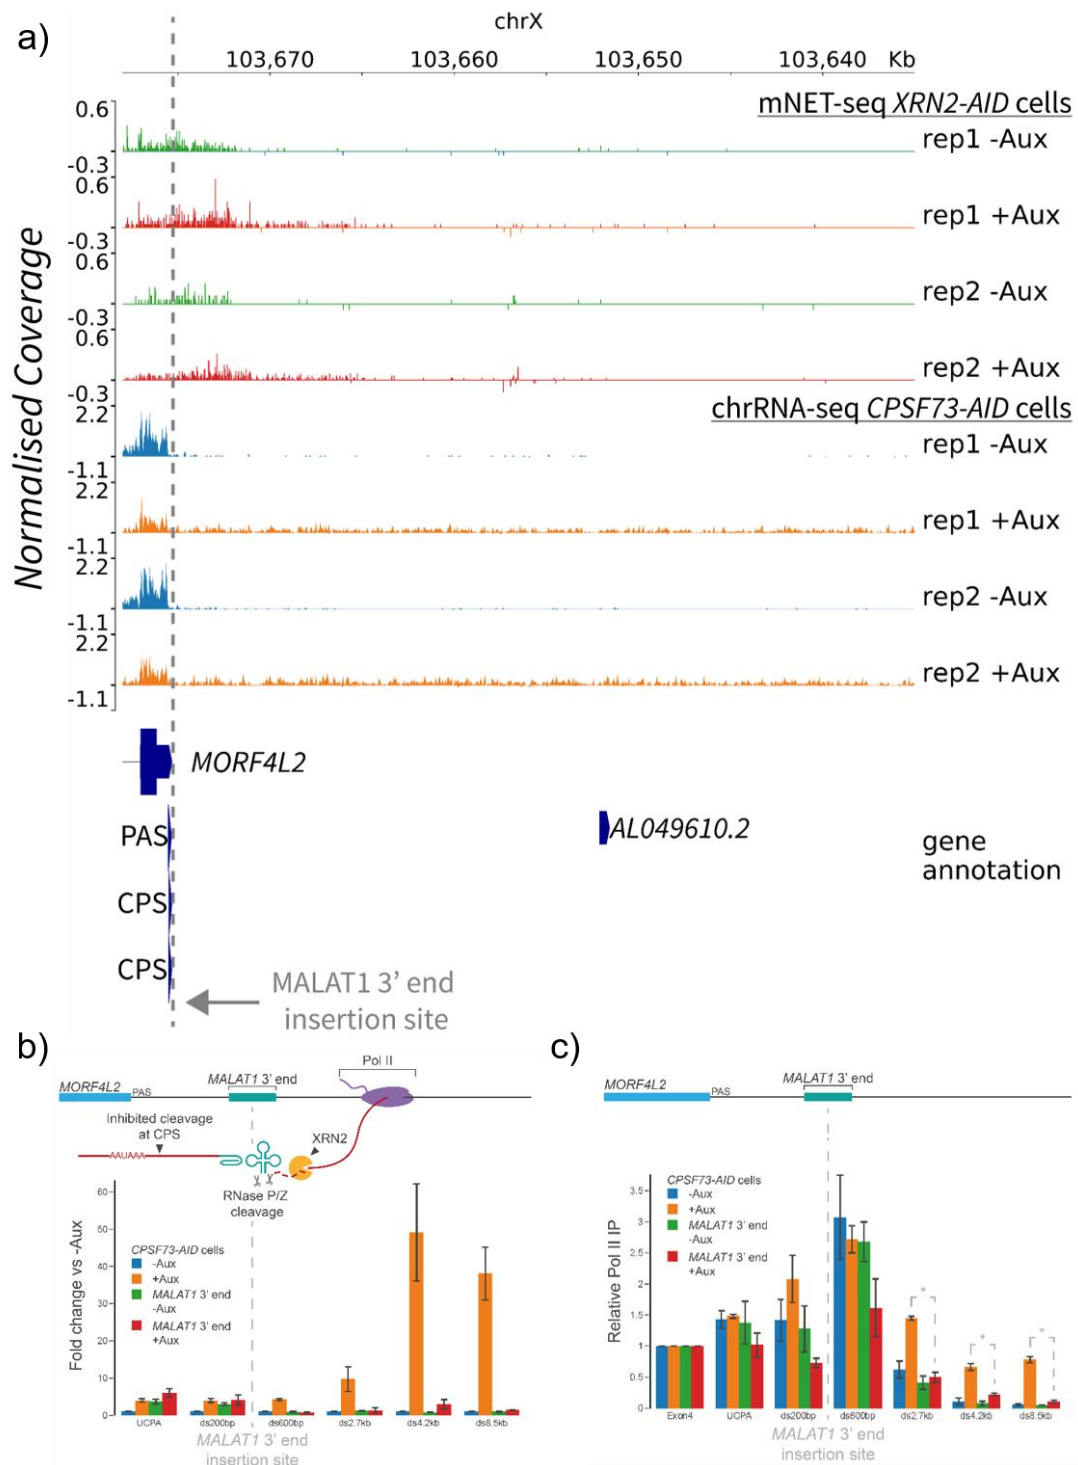 a)
chrX
103,670 103,660 103,650 103,640 Kb
mNET-seq XRN2-AID cells
0.6
rep1 -Aux
-0.3
0.6
rep1 +Aux
-0.3
0.6
rep2 -Aux
-0.3
0.6
rep2 +Aux
-0.3
Normalised Coverage
chrRNA-seq CPSF73-AID cells
2.2
rep1 -Aux
-1.1
2.2
rep1 +Aux
-1.1
2.2
rep2 -Aux
-1.1
2.2
rep2 +Aux
-1.1
MORF4L2
PAS
AL049610.2
gene
annotation
CPS
CPS
MALAT1 3’ end
insertion site
b)
Pol II
MORF4L2
PAS
MALAT1 3' end
Inhibited cleavage
at CPS
XRN2
AAUAAA
RNase P/Z
cleavage
Fold change vs -Aux
60
50
40
30
20
10
0
CPSF73-AID cells
-Aux
+Aux
MALAT1 3' end
-Aux
MALAT1 3' end
+Aux
UCPA ds200bp ds600bp ds2.7kb ds4.2kb ds8.5kb
MALAT1 3' end
insertion site
c)
MORF4L2
PAS
MALAT1 3' end
Relative Pol II IP
3.5
3
2.5
2
1.5
1
0.5
0
CPSF73-AID cells
-Aux
+Aux
MALAT1 3' end
-Aux
MALAT1 3' end
+Aux
*
*
*
Exon4 UCPA ds200bp ds600bp ds2.7kb ds4.2kb ds8.5kb
MALAT1 3' end
insertion site